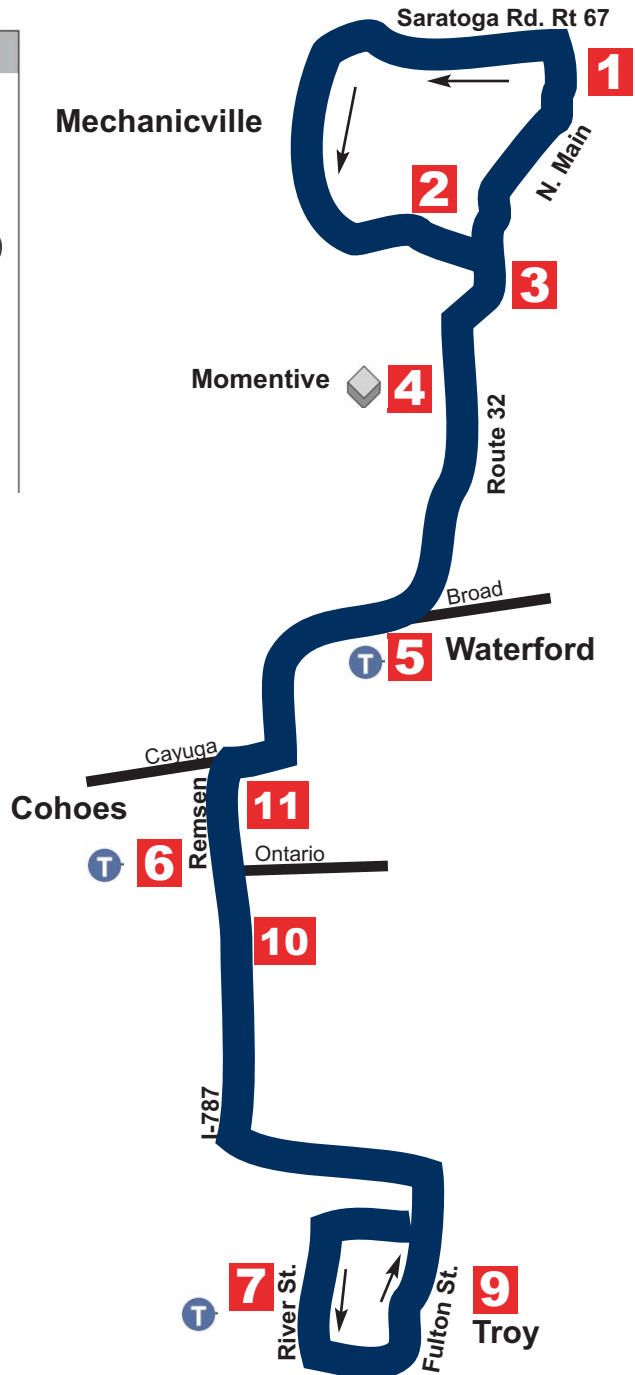 Saratoga Rd. Rt 67
1
Mechanicville
N. Main
2
3
Momentive
4
Route 32
Broad
5
Waterford
T
Cayuga
Cohoes
Remsen
11
T
6
Ontario
10
I-787
7
River St.
T
Fulton St.
9
Troy